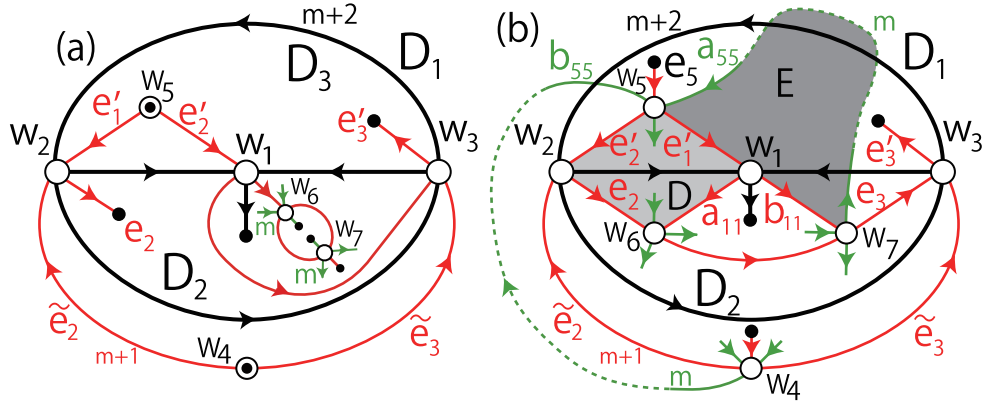 (a)
m+2
D₁
D₃
w₅
e′₁
e′₂
e′₃
w₂
w₁
w₃
e₂
w₆
m
w₇
m
D₂
ẽ₂
m+1
w₄
ẽ₃
(b)
m+2
m
D₁
b₅₅
a₅₅
e₅
w₅
E
w₂
e′₂
e′₁
w₁
e′₃
w₃
e₂
D
a₁₁
b₁₁
e₃
w₆
w₇
D₂
ẽ₂
m+1
ẽ₃
m
w₄